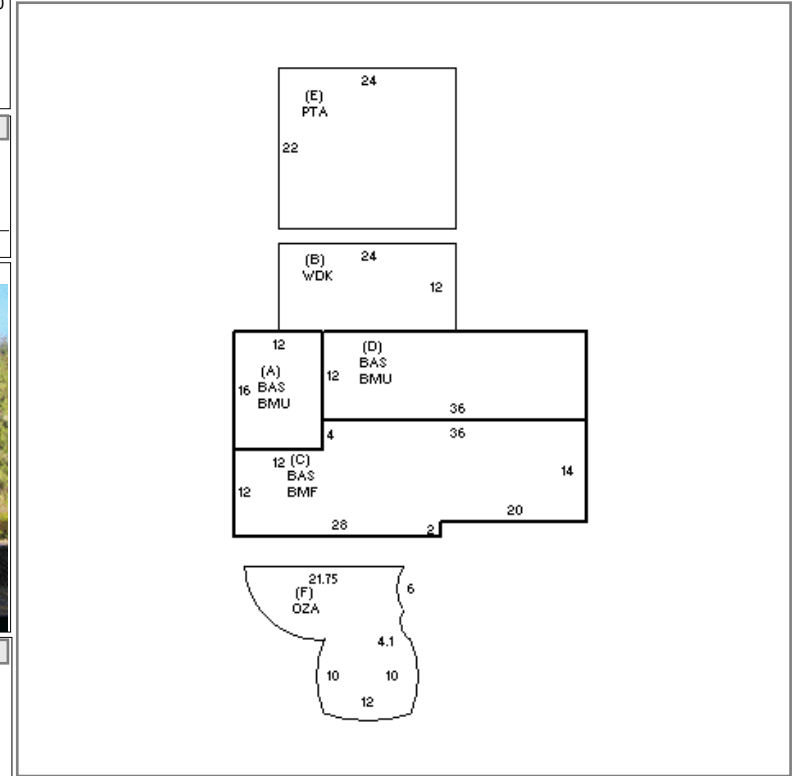 24
(E)
PTA
22
(B)
WDK
24
12
12
(A)
16 BAS
BMU
(D)
BAS
12
BMU
36
4
36
12 (C)
BAS
BMF
12
14
20
28
2
21.75
(F)
OZA
6
4.1
10
10
12